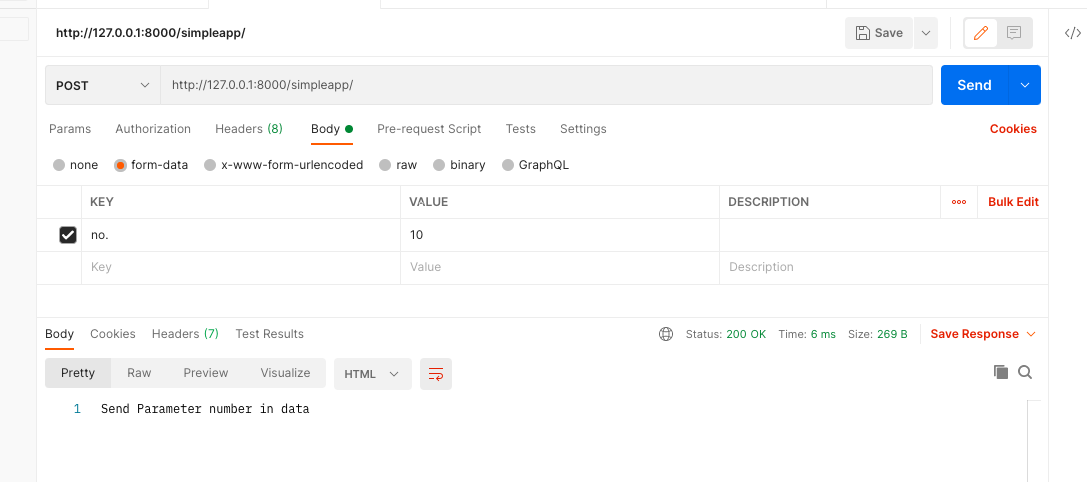 http://127.0.0.1:8000/simpleapp/
Save
POST
http://127.0.0.1:8000/simpleapp/
Send
Params Authorization Headers (8) Body Pre-request Script Tests Settings Cookies
none form-data x-www-form-urlencoded raw binary GraphQL
KEY VALUE DESCRIPTION Bulk Edit
no. 10
Key Value Description
Body Cookies Headers (7) Test Results Status: 200 OK Time: 6 ms Size: 269 B Save Response
Pretty Raw Preview Visualize HTML
1 Send Parameter number in data